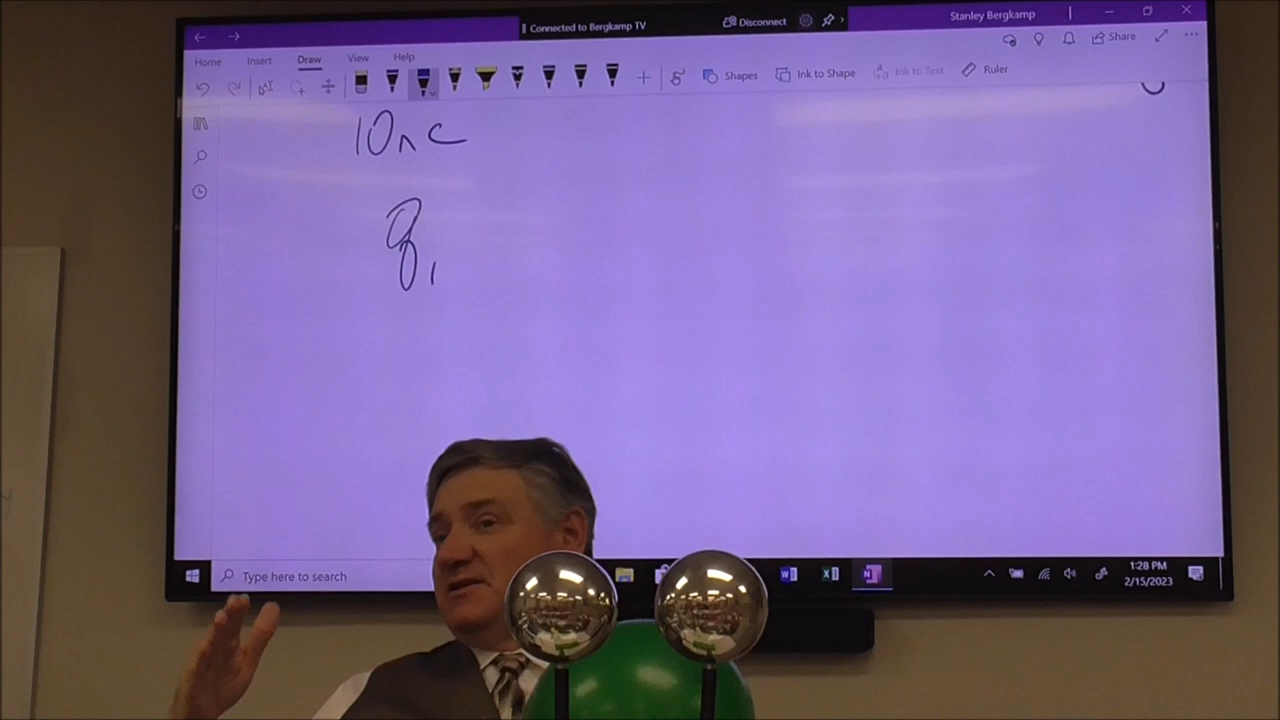 Connected to Bergkamp TV
Disconnect
Stanley Bergkamp
Home Insert Draw View Help
Share
Shapes
Ink to Shape
Ink to Text
Ruler
10nc
q1
Type here to search
1:28 PM
2/15/2023